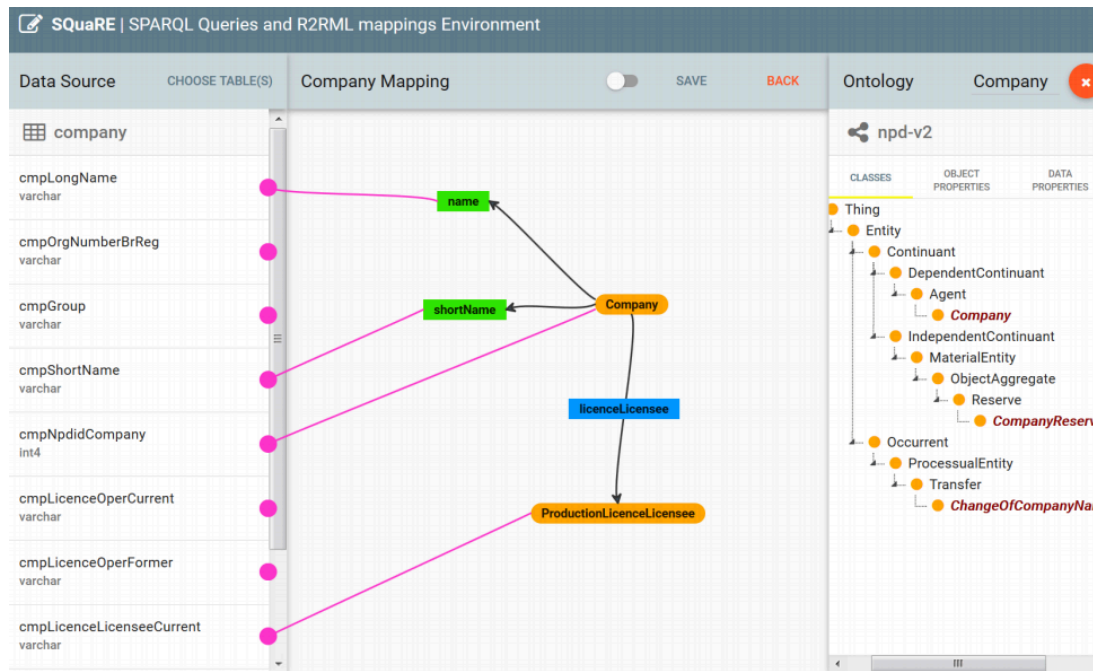 SQuaRE | SPARQL Queries and R2RML mappings Environment
Data Source CHOOSE TABLE(S) Company Mapping SAVE BACK Ontology Company
company
cmpLongName
varchar
cmpOrgNumberBrReg
varchar
cmpGroup
varchar
cmpShortName
varchar
cmpNpdidCompany
int4
cmpLicenceOperCurrent
varchar
cmpLicenceOperFormer
varchar
cmpLicenceLicenseeCurrent
varchar
name
shortName
Company
licenceLicensee
ProductionLicenceLicensee
npd-v2
CLASSES OBJECT PROPERTIES DATA PROPERTIES
Thing
Entity
Continuant
DependentContinuant
Agent
Company
IndependentContinuant
MaterialEntity
ObjectAggregate
Reserve
CompanyReserv
Occurrent
ProcessualEntity
Transfer
ChangeOfCompanyNa